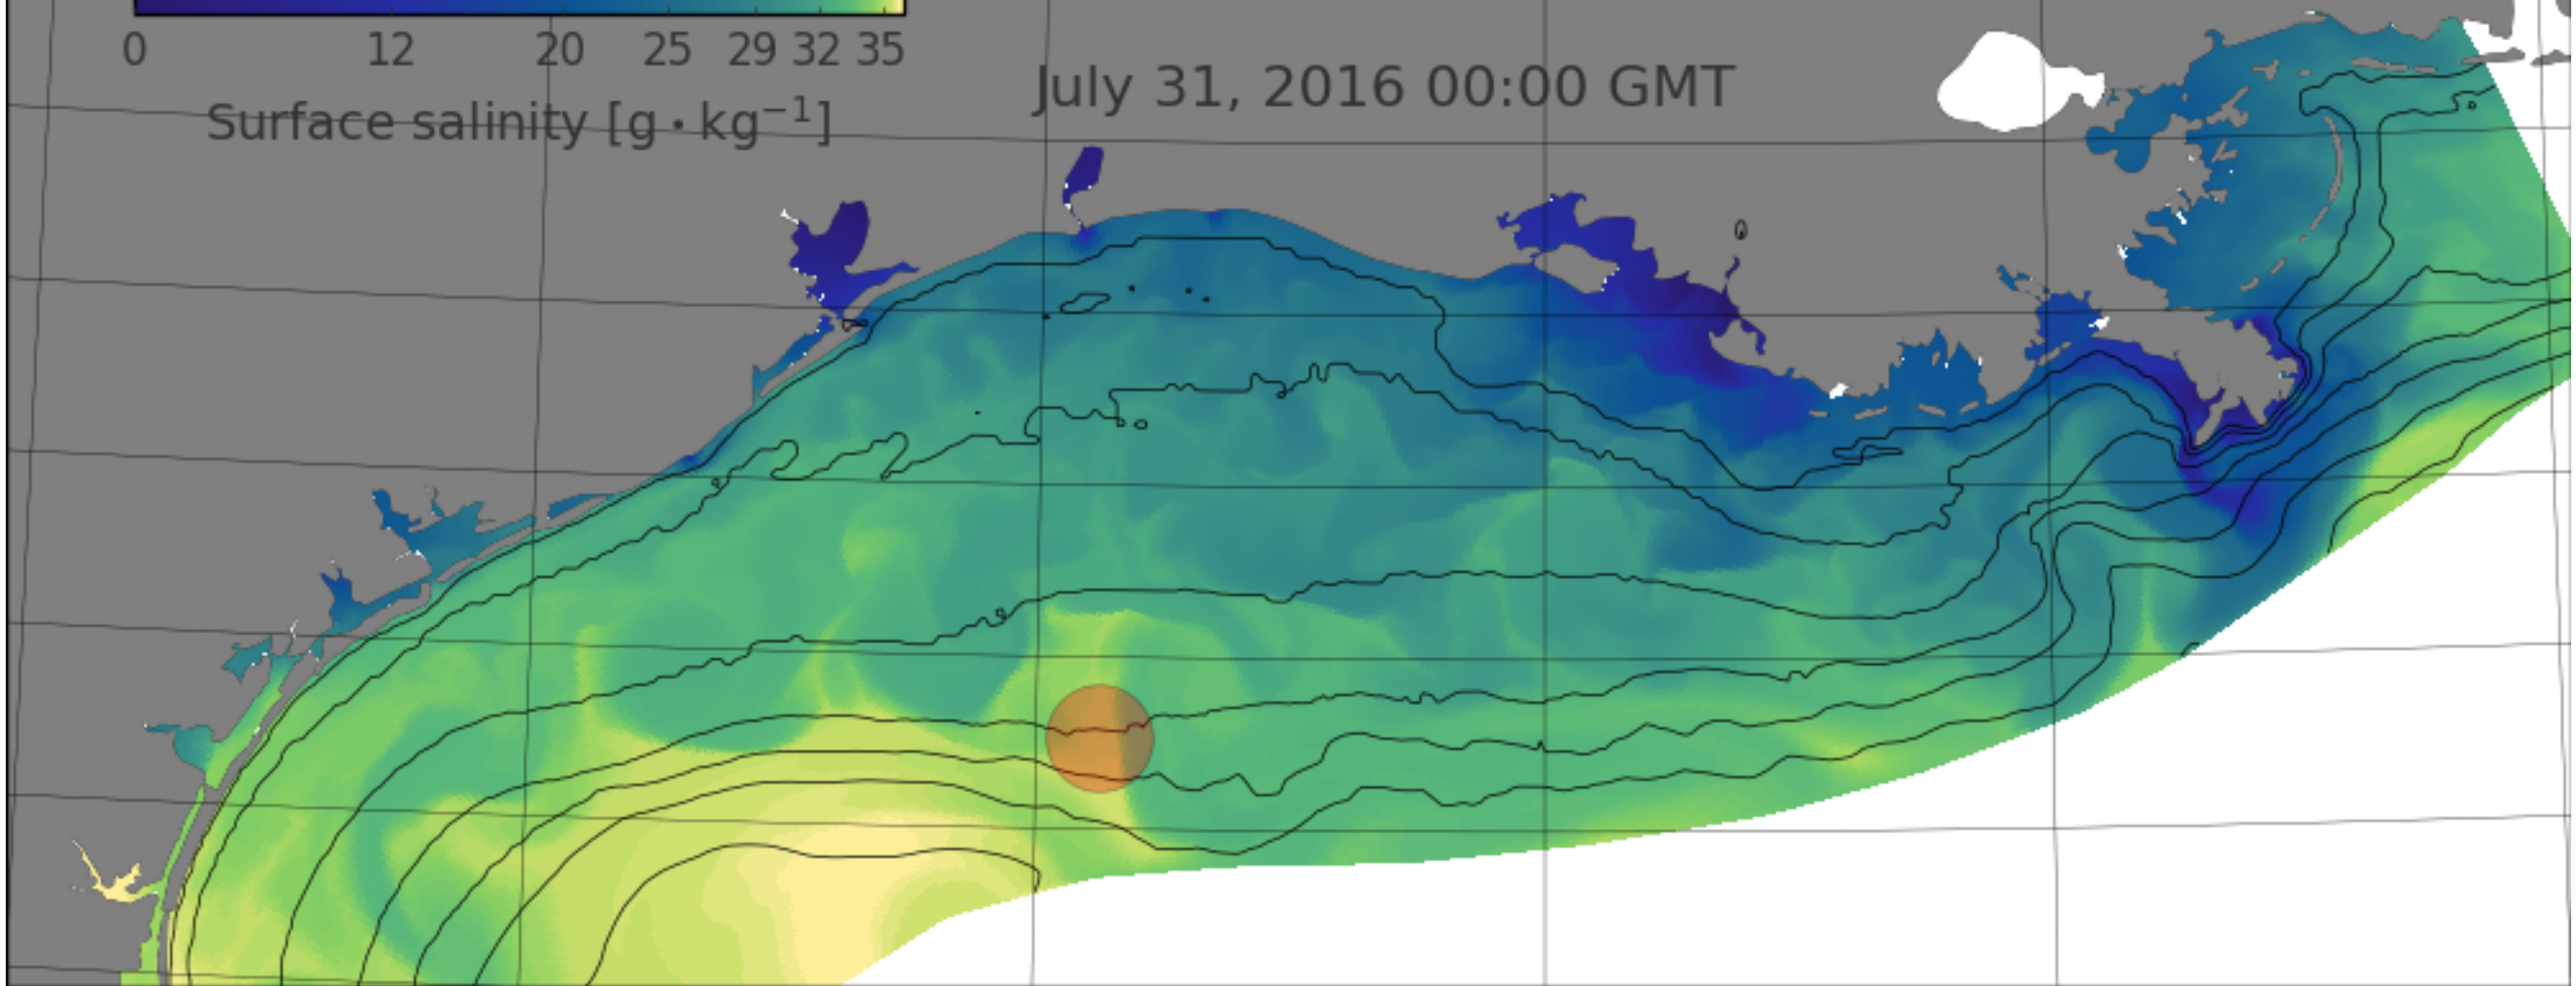 0 12 20 25 29 32 35
Surface salinity [g · kg⁻¹]
July 31, 2016 00:00 GMT